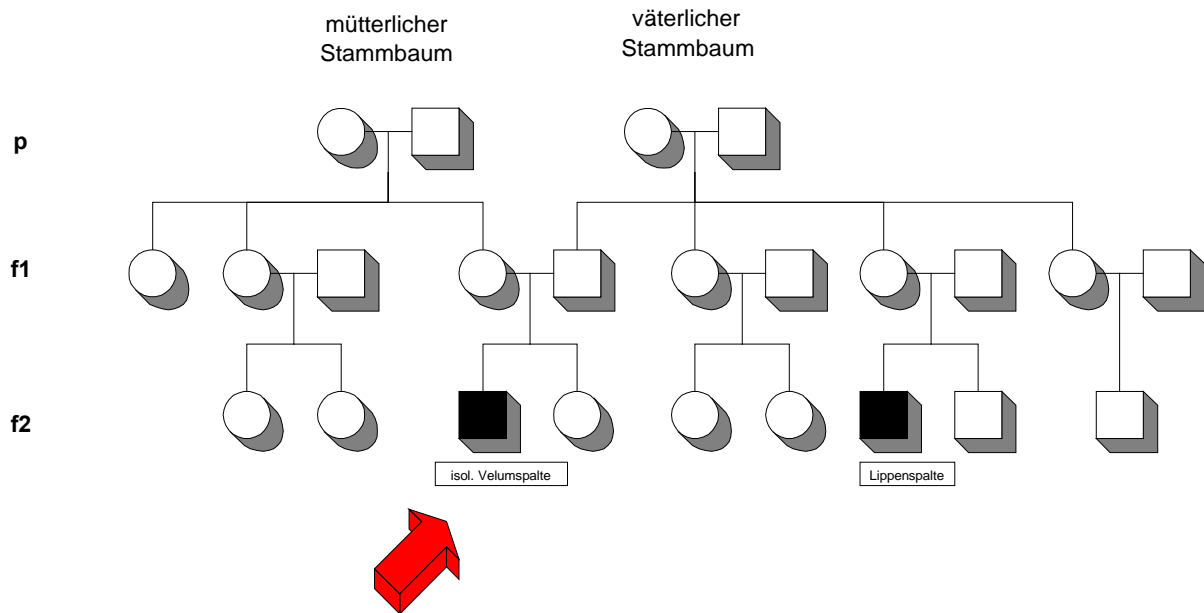 mütterlicher
Stammbaum
väterlicher
Stammbaum
p
f1
f2
isol. Velumspalte
Lippenspalte